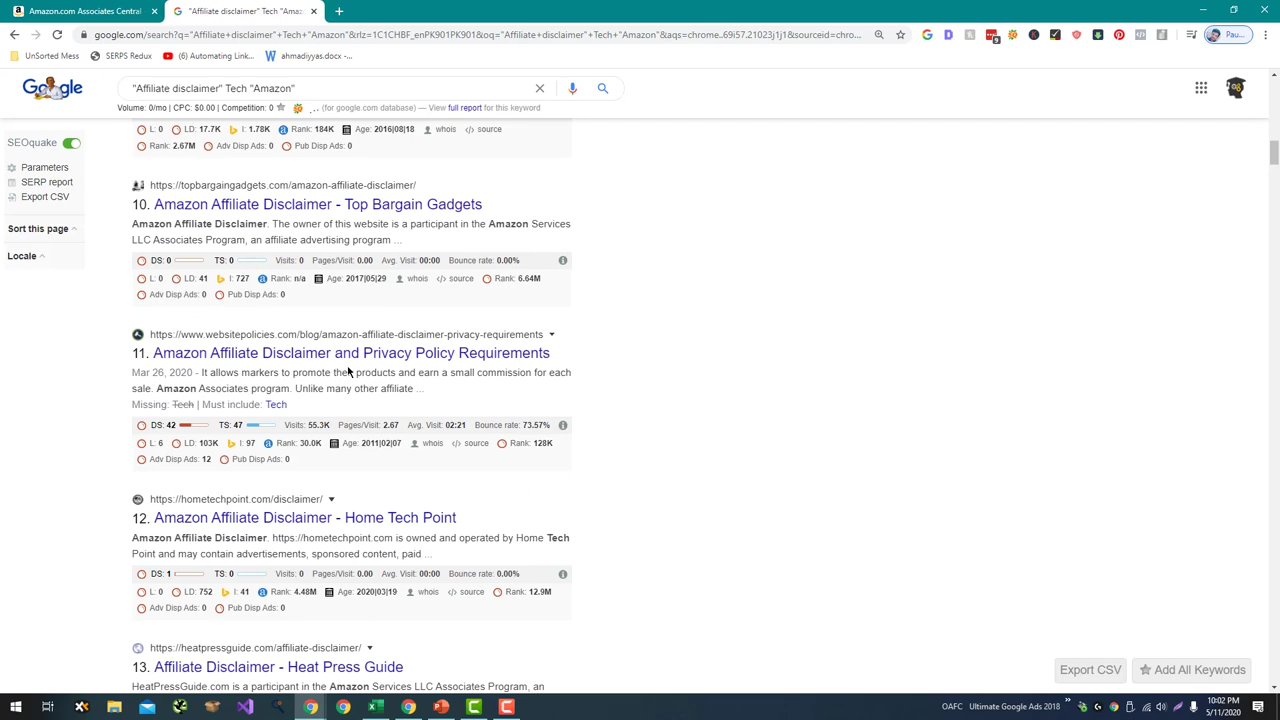 Amazon.com Associates Central
"Affiliate disclaimer" Tech "Amaz
google.com/search?q="Affiliate+disclaimer"+Tech+"Amazon"&rlz=1C1CHBF_enPK901PK901&oq="Affiliate+disclaimer"+Tech+"Amazon"&aqs=chrome..69i57.21023j1j1&sourceid=chro...
Pau...
UnSorted Mess
SERPS Redux
(6) Automating Link...
ahmadiyyas.docx -...
Google
"Affiliate disclaimer" Tech "Amazon"
Volume: 0/mo | CPC: $0.00 | Competition: 0
(for google.com database) — View full report for this keyword
SEOquake
Parameters
SERP report
Export CSV
Sort this page
Locale
L: 0 LD: 17.7K I: 1.78K Rank: 184K Age: 2016|08|18 whois source
Rank: 2.67M Adv Disp Ads: 0 Pub Disp Ads: 0
https://topbargaingadgets.com/amazon-affiliate-disclaimer/
10. Amazon Affiliate Disclaimer - Top Bargain Gadgets
Amazon Affiliate Disclaimer. The owner of this website is a participant in the Amazon Services
LLC Associates Program, an affiliate advertising program ...
DS: 0 TS: 0 Visits: 0 Pages/Visit: 0.00 Avg. Visit: 00:00 Bounce rate: 0.00%
L: 0 LD: 41 I: 727 Rank: n/a Age: 2017|05|29 whois source Rank: 6.64M
Adv Disp Ads: 0 Pub Disp Ads: 0
https://www.websitepolicies.com/blog/amazon-affiliate-disclaimer-privacy-requirements
11. Amazon Affiliate Disclaimer and Privacy Policy Requirements
Mar 26, 2020 - It allows markers to promote the products and earn a small commission for each
sale. Amazon Associates program. Unlike many other affiliate ...
Missing: Tech | Must include: Tech
DS: 42 TS: 47 Visits: 55.3K Pages/Visit: 2.67 Avg. Visit: 02:21 Bounce rate: 73.57%
L: 6 LD: 103K I: 97 Rank: 30.0K Age: 2011|02|07 whois source Rank: 128K
Adv Disp Ads: 12 Pub Disp Ads: 0
https://hometechpoint.com/disclaimer/
12. Amazon Affiliate Disclaimer - Home Tech Point
Amazon Affiliate Disclaimer. https://hometechpoint.com is owned and operated by Home Tech
Point and may contain advertisements, sponsored content, paid ...
DS: 1 TS: 0 Visits: 0 Pages/Visit: 0.00 Avg. Visit: 00:00 Bounce rate: 0.00%
L: 0 LD: 752 I: 41 Rank: 4.48M Age: 2020|03|19 whois source Rank: 12.9M
Adv Disp Ads: 0 Pub Disp Ads: 0
https://heatpressguide.com/affiliate-disclaimer/
13. Affiliate Disclaimer - Heat Press Guide
HeatPressGuide.com is a participant in the Amazon Services LLC Associates Program, an
Export CSV
Add All Keywords
OAFC
Ultimate Google Ads 2018
10:02 PM
5/11/2020